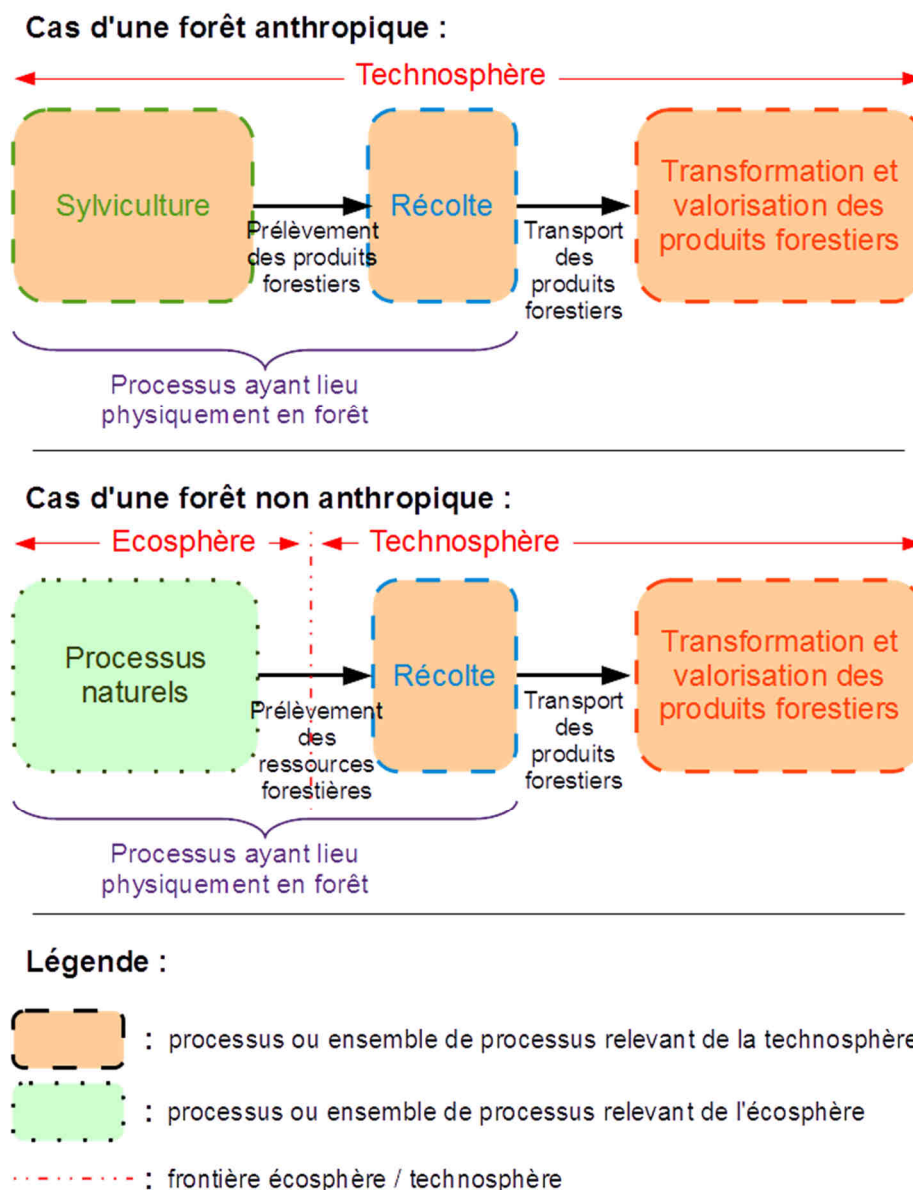 Cas d'une forêt anthropique :
Technosphère
Sylviculture
Prélèvement
des produits
forestiers
Récolte
Transport
des
produits
forestiers
Transformation et
valorisation des
produits forestiers
Processus ayant lieu
physiquement en forêt
Cas d'une forêt non anthropique :
Ecosphère
Technosphère
Processus
naturels
Prélèvement
des
ressources
forestières
Récolte
Transport
des
produits
forestiers
Transformation et
valorisation des
produits forestiers
Processus ayant lieu
physiquement en forêt
Légende :
: processus ou ensemble de processus relevant de la technosphère
: processus ou ensemble de processus relevant de l'écosphère
: frontière écosphère / technosphère